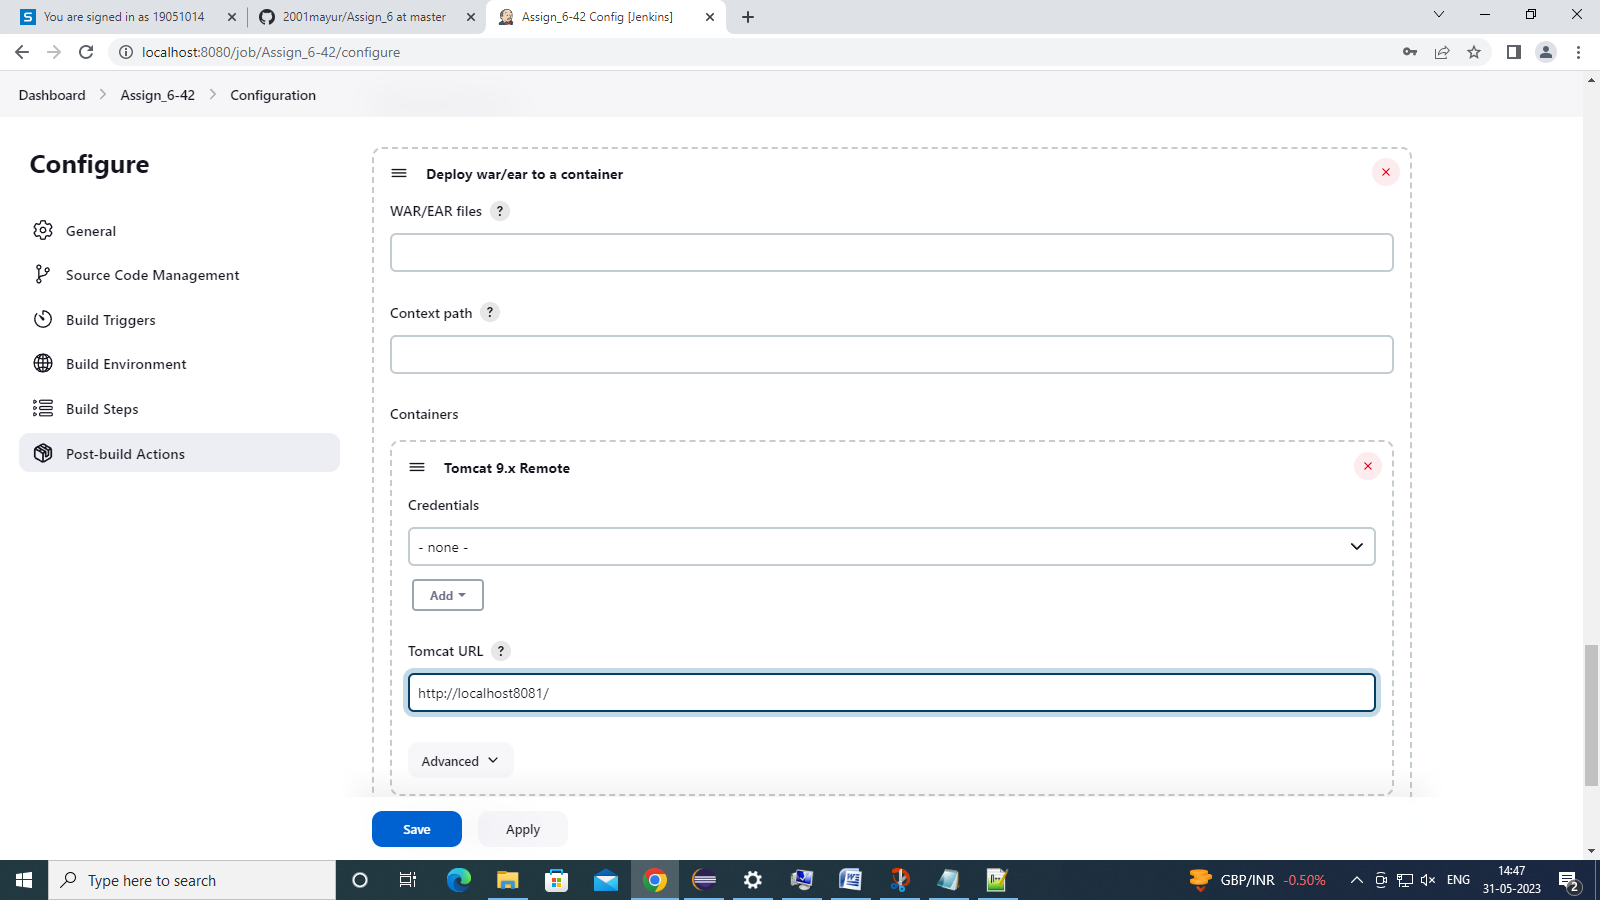 You are signed in as 19051014
2001mayur/Assign_6 at master
Assign_6-42 Config [Jenkins]
localhost:8080/job/Assign_6-42/configure
Dashboard
Assign_6-42
Configuration
Configure
General
Source Code Management
Build Triggers
Build Environment
Build Steps
Post-build Actions
Deploy war/ear to a container
WAR/EAR files ?
Context path ?
Containers
Tomcat 9.x Remote
Credentials
- none -
Add
Tomcat URL ?
http://localhost8081/
Advanced
Save
Apply
Type here to search
GBP/INR -0.50%
ENG
14:47
31-05-2023
2